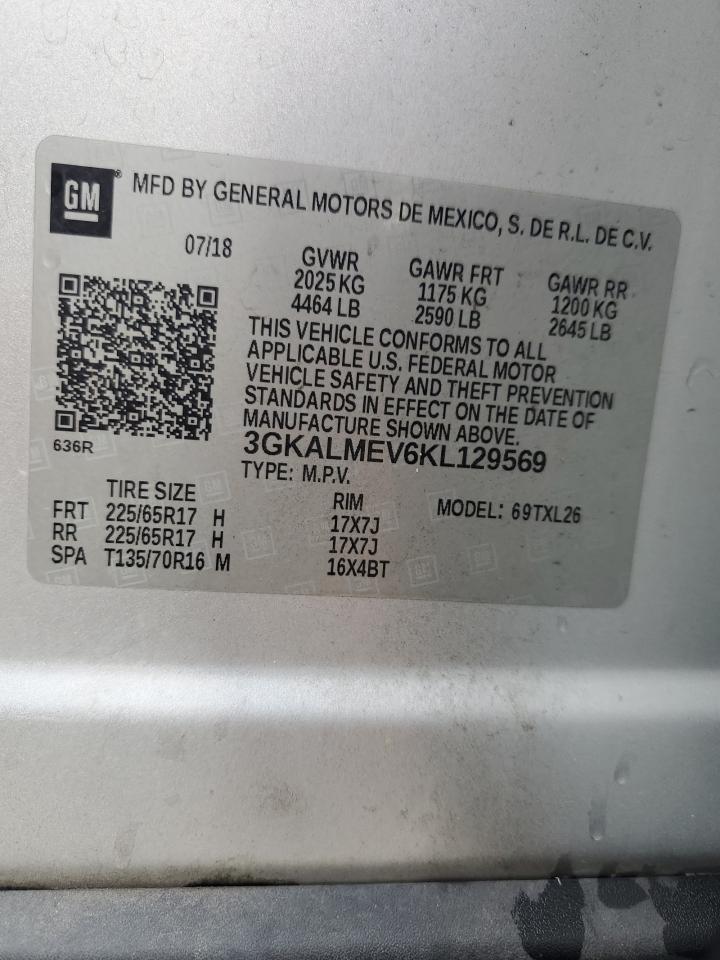 GM
MFD BY GENERAL MOTORS DE MEXICO, S. DE R.L. DE C.V.
07/18
GVWR GAWR FRT GAWR RR
2025 KG 1175 KG 1200 KG
4464 LB 2590 LB 2645 LB
THIS VEHICLE CONFORMS TO ALL
APPLICABLE U.S. FEDERAL MOTOR
VEHICLE SAFETY AND THEFT PREVENTION
STANDARDS IN EFFECT ON THE DATE OF
MANUFACTURE SHOWN ABOVE.
636R
3GKALMEV6KL129569
TYPE: M.P.V.
MODEL: 69TXL26
TIRE SIZE RIM
FRT 225/65R17 H 17X7J
RR 225/65R17 H 17X7J
SPA T135/70R16 M 16X4BT